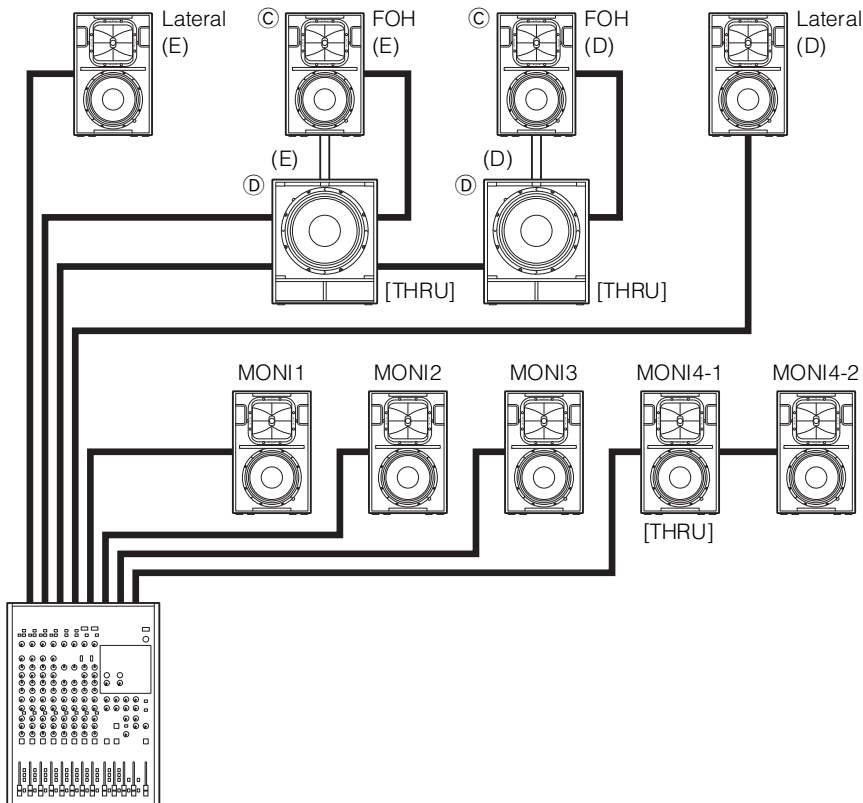 Lateral
(E)
Ⓒ FOH
(E)
Ⓒ FOH
(D)
Lateral
(D)
(E)
Ⓓ
(D)
Ⓓ
[THRU]
[THRU]
MONI1
MONI2
MONI3
MONI4-1
MONI4-2
[THRU]